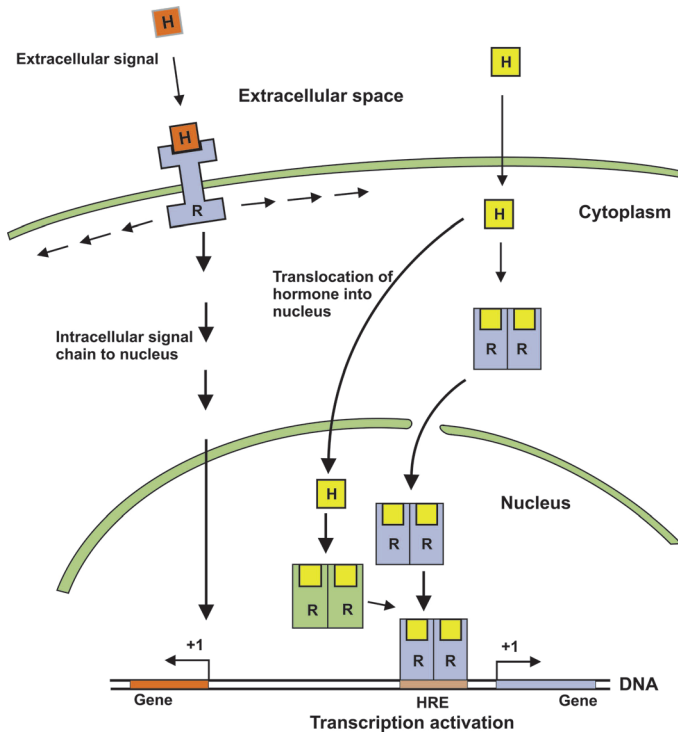 H
Extracellular signal
H
Extracellular space
H
R
H
Cytoplasm
Translocation of
hormone into
nucleus
Intracellular signal
chain to nucleus
R R
H
Nucleus
R R
R R
+1
R R
+1
DNA
Gene
HRE
Gene
Transcription activation